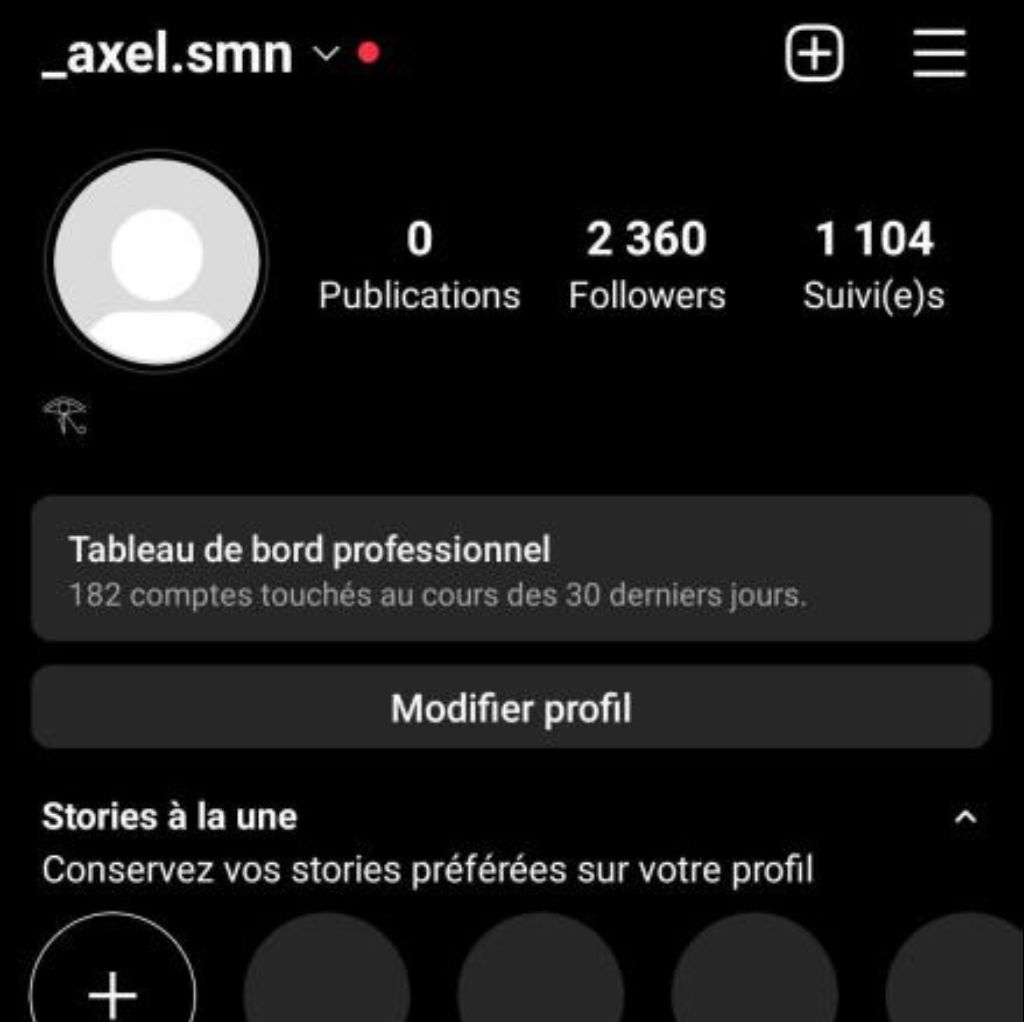 _axel.smn
0 2 360 1 104
Publications Followers Suivi(e)s
Tableau de bord professionnel
182 comptes touchés au cours des 30 derniers jours.
Modifier profil
Stories à la une
Conservez vos stories préférées sur votre profil